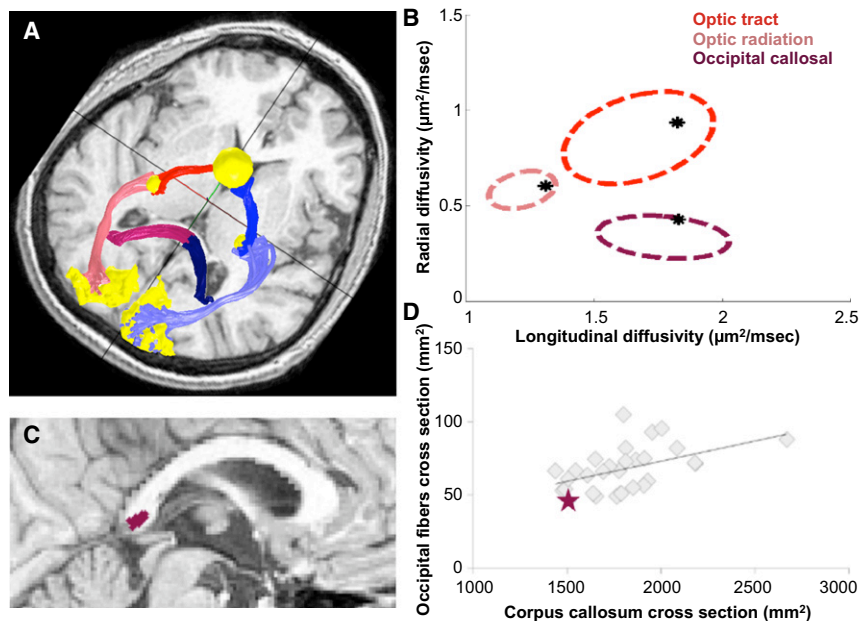 A
B
Optic tract
Optic radiation
Occipital callosal
Radial diffusivity (µm²/msec)
1.5
1
0.5
0
1
1.5
2
2.5
Longitudinal diffusivity (µm²/msec)
C
D
Occipital fibers cross section (mm²)
150
100
50
0
1000
1500
2000
2500
3000
Corpus callosum cross section (mm²)